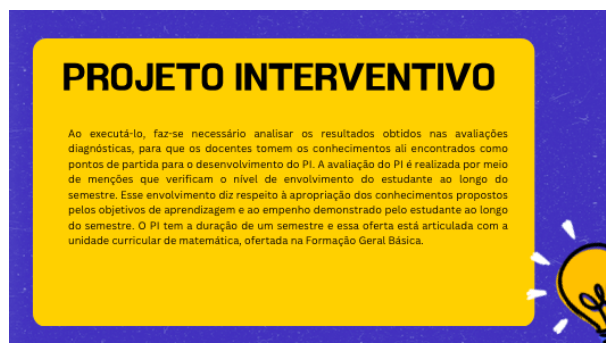 PROJETO INTERVENTIVO
Ao executá-lo, faz-se necessário analisar os resultados obtidos nas avaliações
diagnósticas, para que os docentes tomem os conhecimentos ali encontrados como
pontos de partida para o desenvolvimento do PI. A avaliação do PI é realizada por meio
de menções que verificam o nível de envolvimento do estudante ao longo do
semestre. Esse envolvimento diz respeito à apropriação dos conhecimentos propostos
pelos objetivos de aprendizagem e ao empenho demonstrado pelo estudante ao longo
do semestre. O PI tem a duração de um semestre e essa oferta está articulada com a
unidade curricular de matemática, ofertada na Formação Geral Básica.